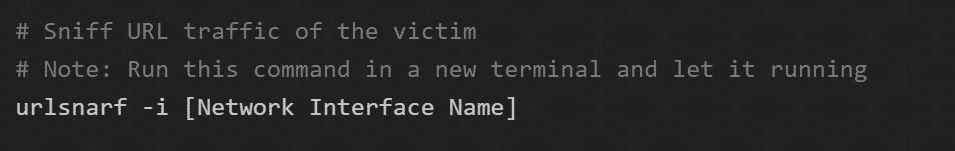 # Sniff URL traffic of the victim
# Note: Run this command in a new terminal and let it running
urlsnarf -i [Network Interface Name]